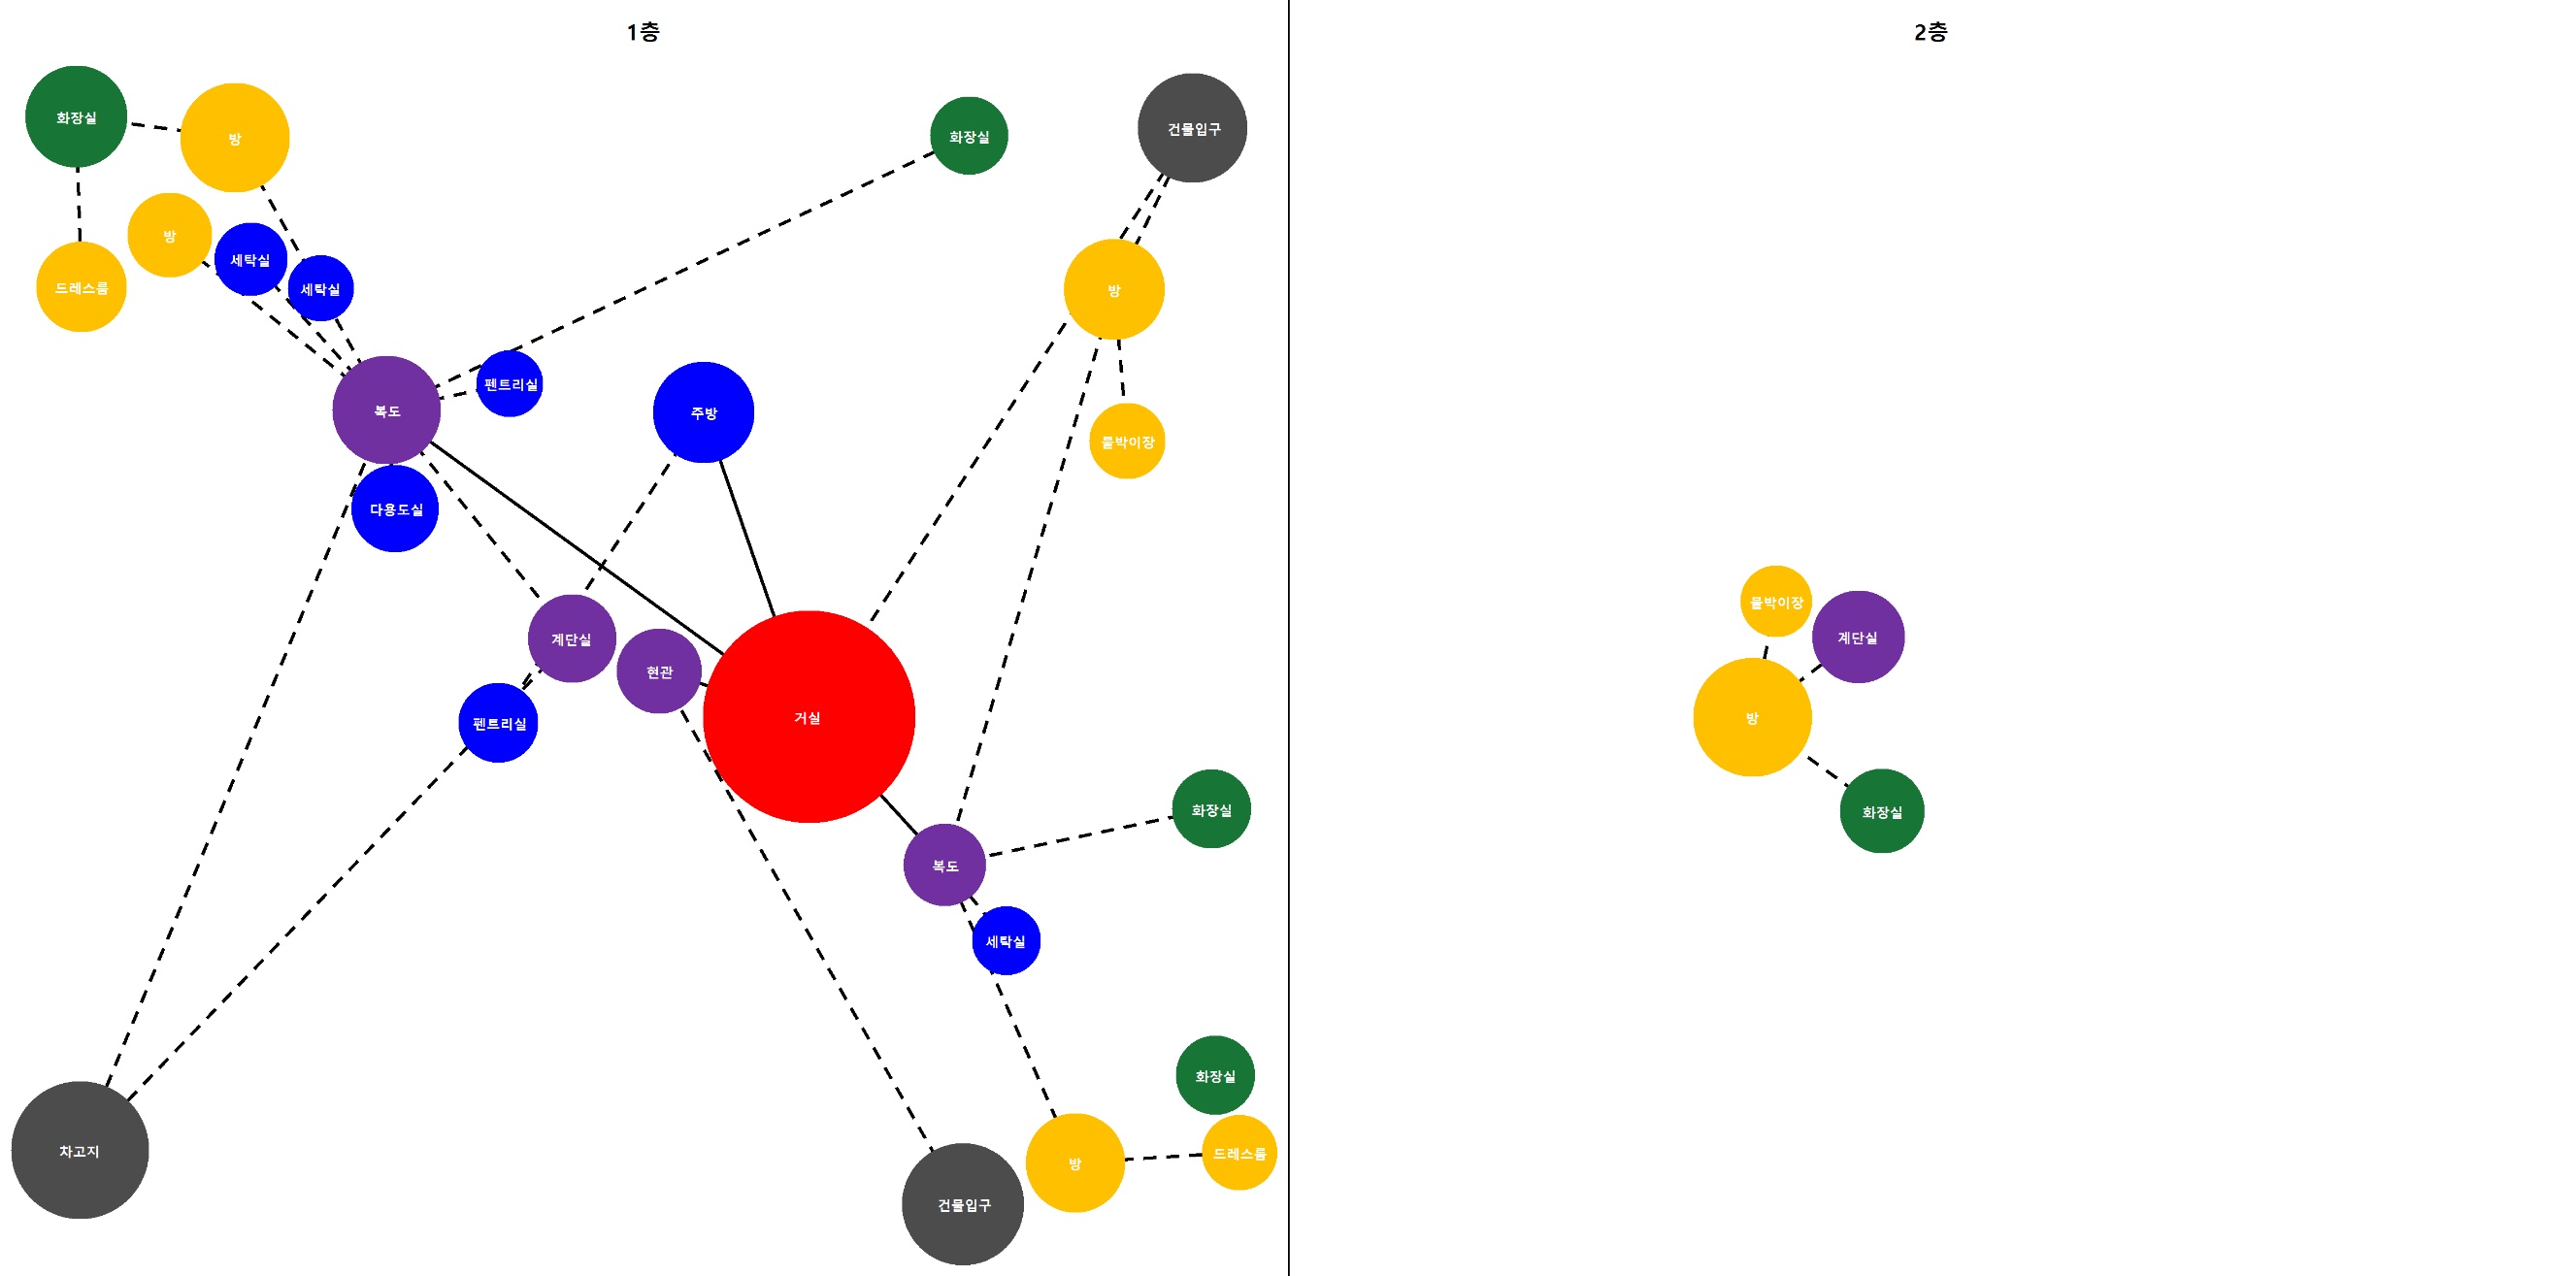 1층
화장실
방
화장실
건물입구
방
세탁실
세탁실
드레스룸
방
복도
펜트리실
주방
붙박이장
다용도실
계단실
현관
펜트리실
거실
화장실
복도
세탁실
화장실
차고지
방
드레스룸
건물입구
2층
붙박이장
계단실
방
화장실